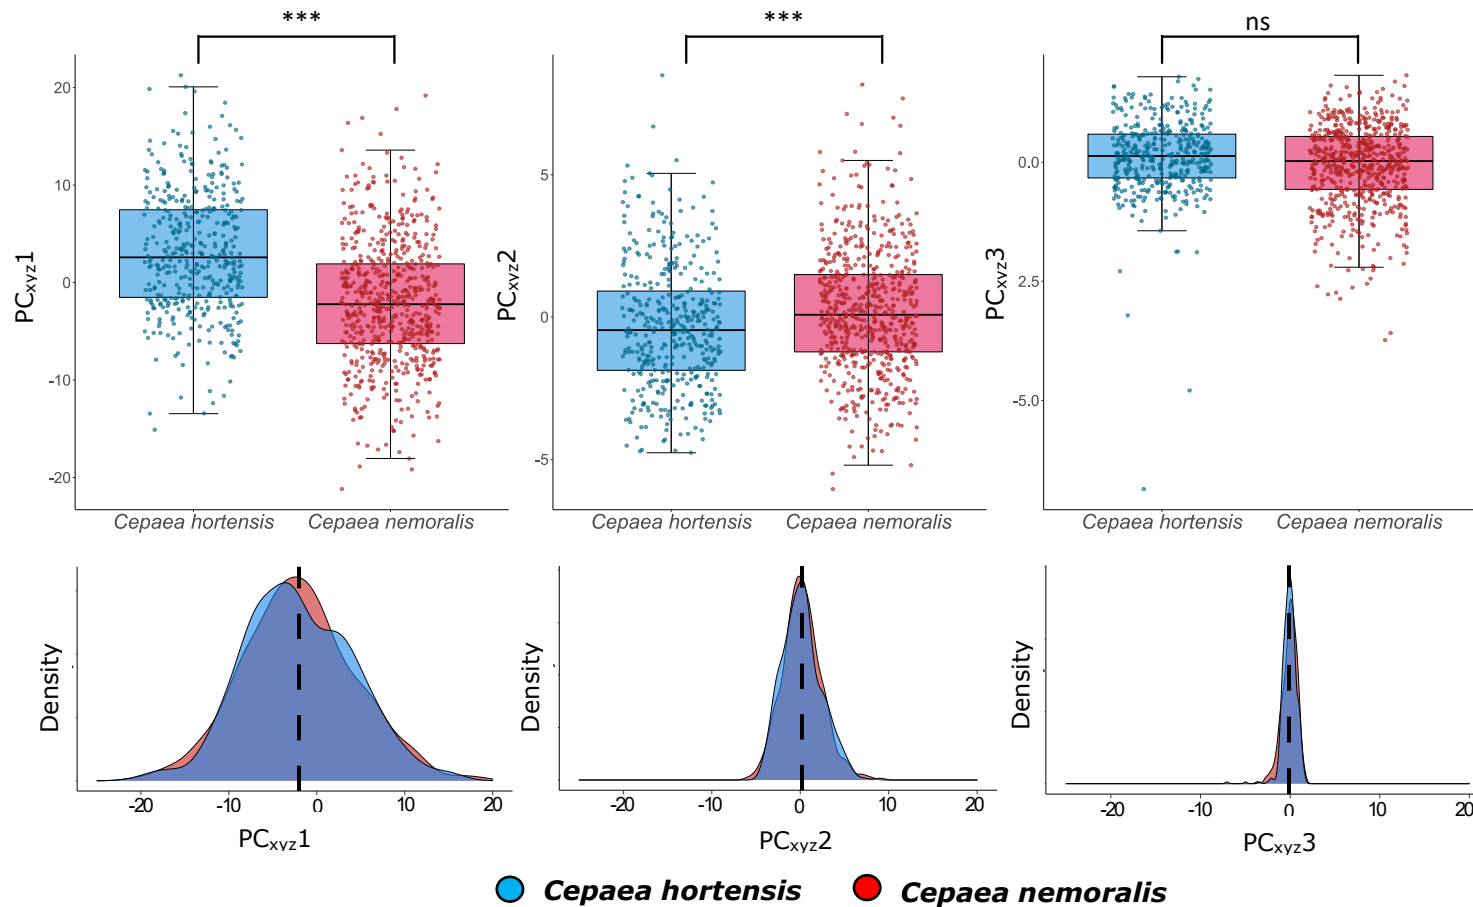 ***
***
ns
PCxyz1
20
10
0
-10
-20
Cepaea hortensis
Cepaea nemoralis
PCxyz2
5
0
-5
Cepaea hortensis
Cepaea nemoralis
PCxyz3
0.0
2.5
-5.0
Cepaea hortensis
Cepaea nemoralis
Density
-20 -10 0 10 20
PCxyz1
Density
-20 -10 0 10 20
PCxyz2
Density
-20 -10 0 10 20
PCxyz3
Cepaea hortensis
Cepaea nemoralis